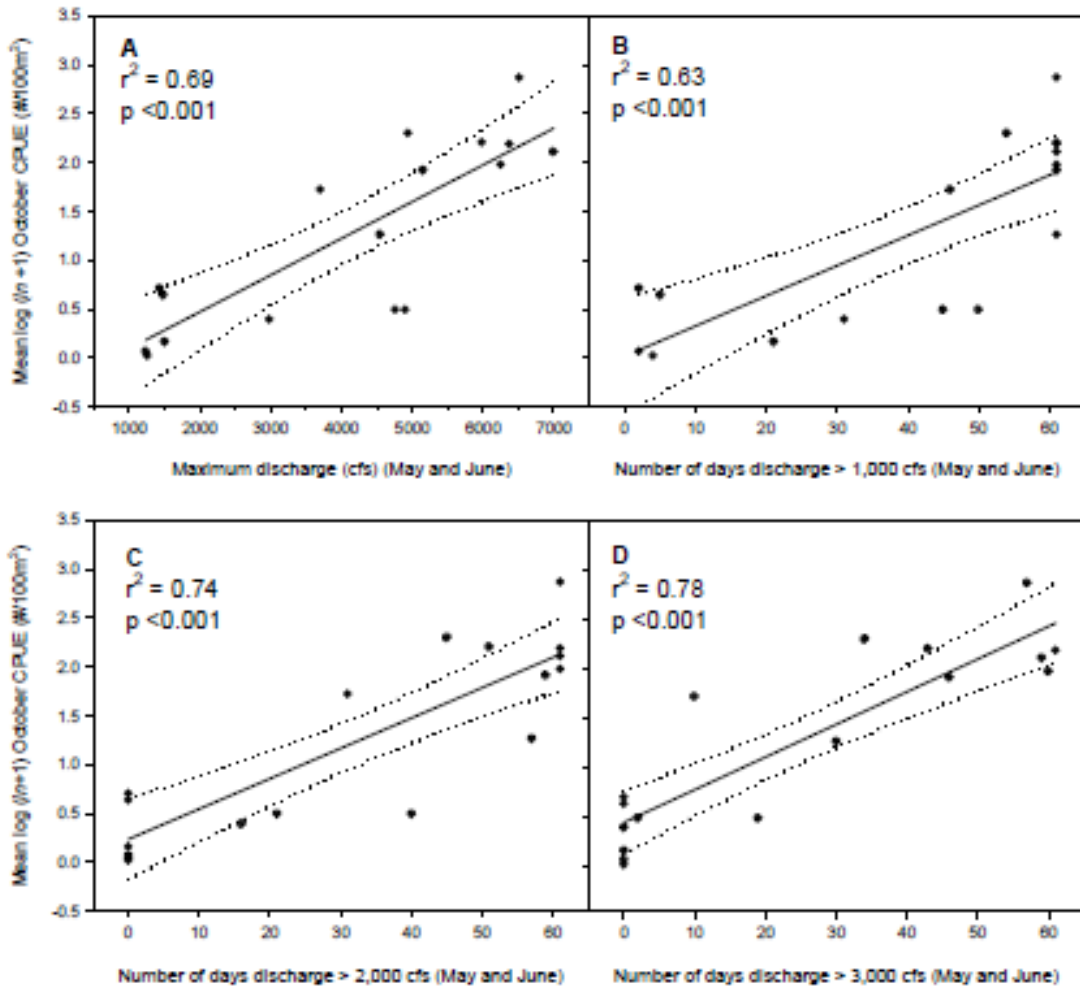 3.5
3.0
2.5
2.0
1.5
1.0
0.5
0.0
-0.5
Mean log (ln +1) October CPUE (#/100m²)
A
r² = 0.69
p <0.001
1000 2000 3000 4000 5000 6000 7000
Maximum discharge (cfs) (May and June)
B
r² = 0.63
p <0.001
0 10 20 30 40 50 60
Number of days discharge > 1,000 cfs (May and June)
3.5
3.0
2.5
2.0
1.5
1.0
0.5
0.0
-0.5
Mean log (ln+1) October CPUE (#/100m²)
C
r² = 0.74
p <0.001
0 10 20 30 40 50 60
Number of days discharge > 2,000 cfs (May and June)
D
r² = 0.78
p <0.001
0 10 20 30 40 50 60
Number of days discharge > 3,000 cfs (May and June)